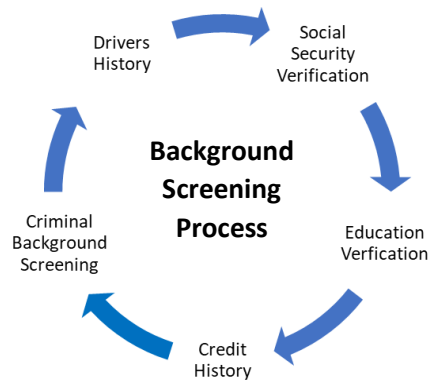 Drivers
History
Social
Security
Verification
Background
Screening
Process
Criminal
Background
Screening
Education
Verfication
Credit
History